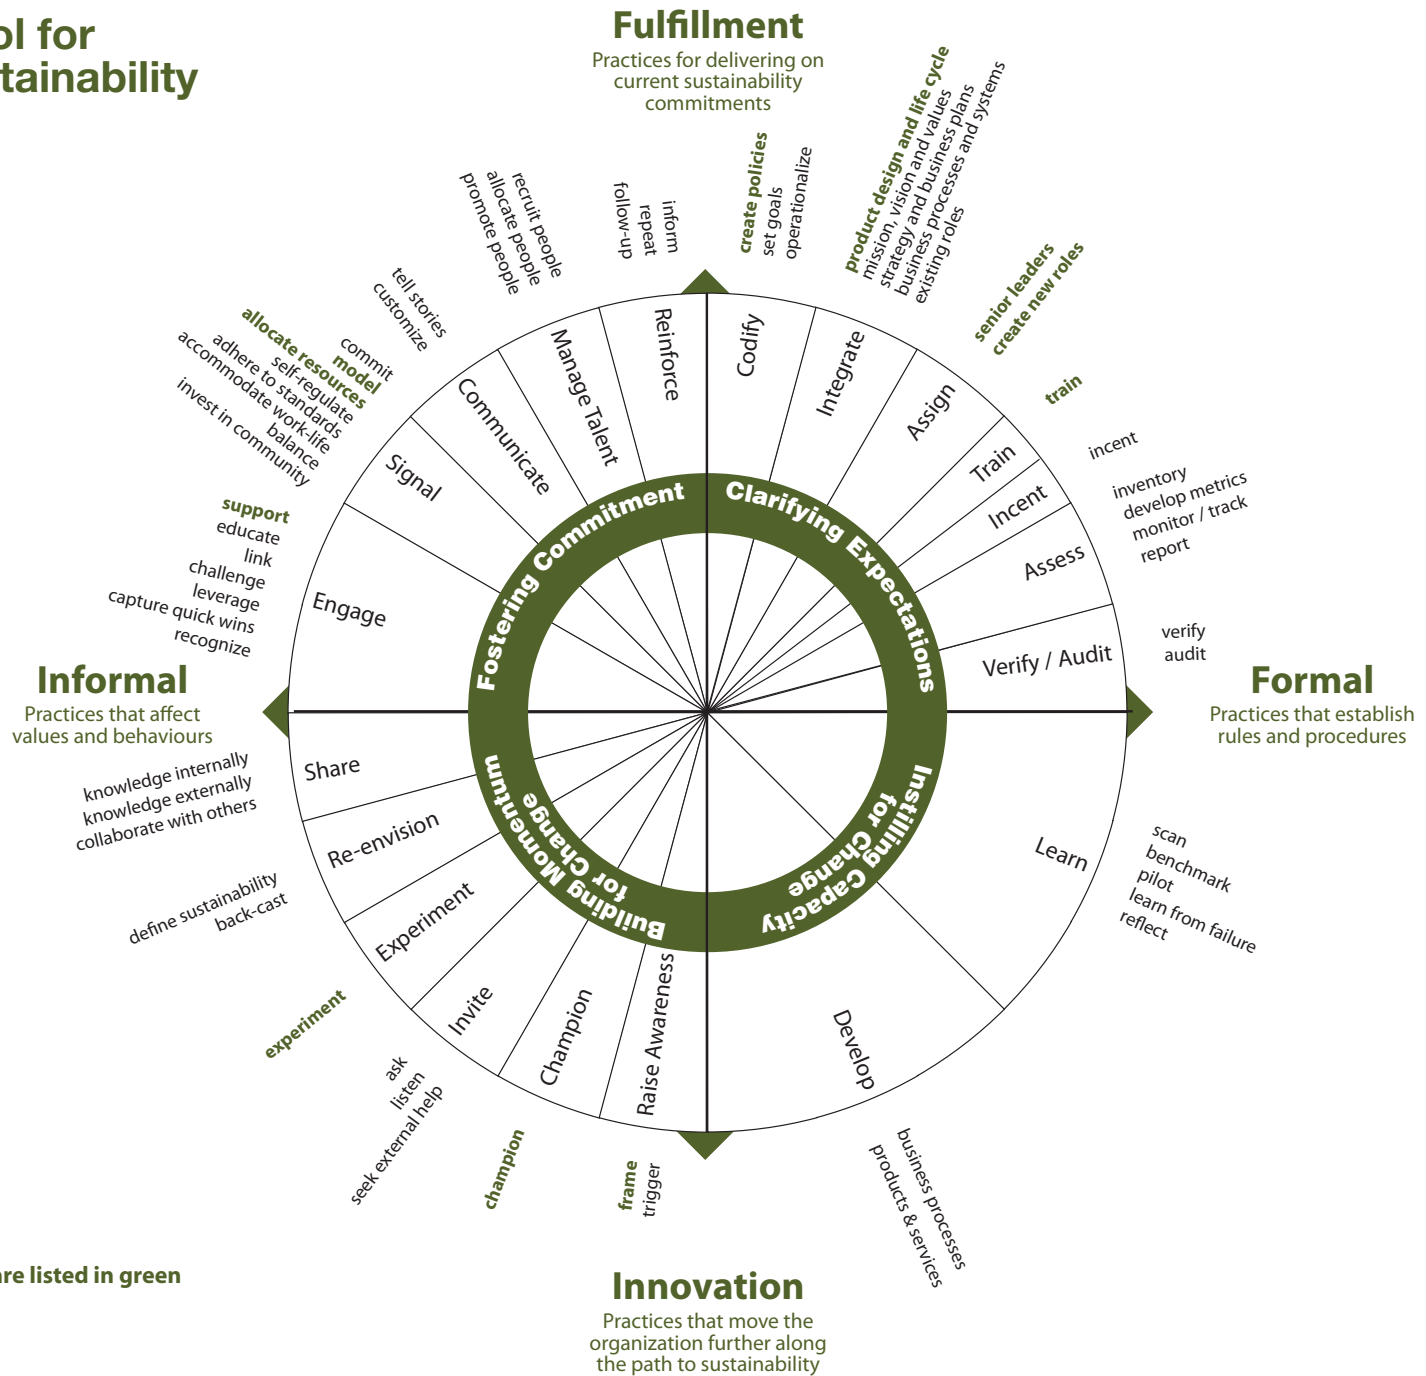 ol for
tainability
Fulfillment
Practices for delivering on
current sustainability
commitments
create policies
set goals
operationalize
product design and life cycle
mission, vision and values
strategy and business plans
business processes and systems
existing roles
senior leaders
create new roles
train
incent
inventory
develop metrics
monitor / track
report
verify
audit
Formal
Practices that establish
rules and procedures
scan
benchmark
pilot
learn from failure
reflect
business processes
products & services
Innovation
Practices that move the
organization further along
the path to sustainability
frame
trigger
champion
ask
listen
seek external help
experiment
define sustainability
back-cast
knowledge internally
knowledge externally
collaborate with others
Informal
Practices that affect
values and behaviours
support
educate
link
challenge
leverage
capture quick wins
recognize
commit
model
allocate resources
self-regulate
adhere to standards
accommodate work-life
balance
invest in community
tell stories
customize
recruit people
allocate people
promote people
inform
repeat
follow-up
Codify
Integrate
Assign
Train
Incent
Assess
Verify / Audit
Learn
Develop
Raise Awareness
Champion
Invite
Experiment
Re-envision
Share
Engage
Signal
Communicate
Manage Talent
Reinforce
Fostering Commitment
Clarifying Expectations
Building Momentum
for Change
Instilling Capacity
for Change
are listed in green